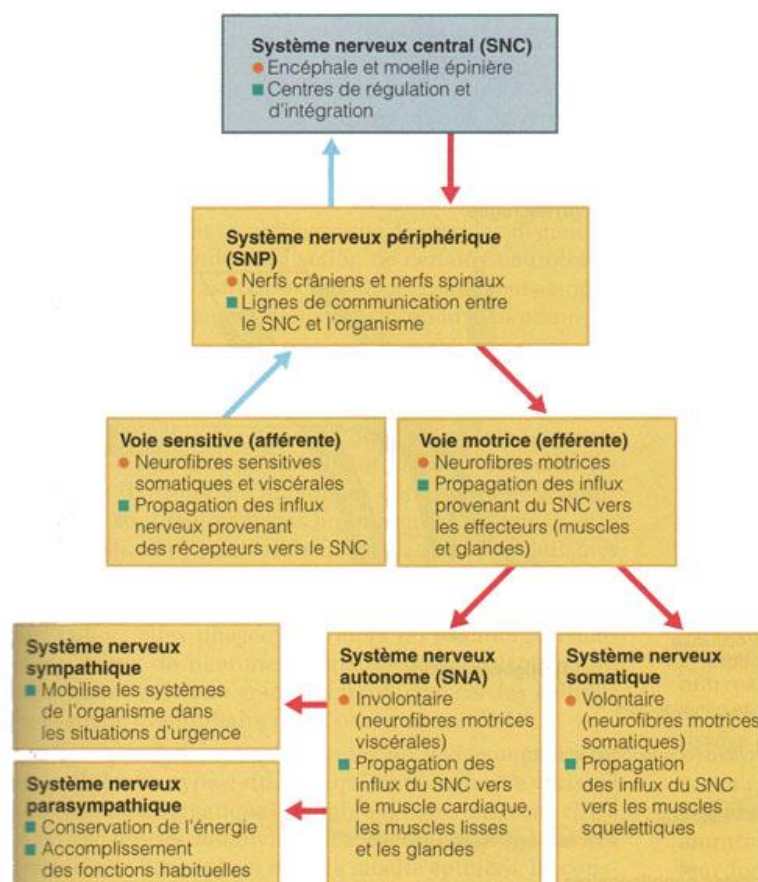 Système nerveux central (SNC)
● Encéphale et moelle épinière
■ Centres de régulation et
d'intégration
Système nerveux périphérique
(SNP)
● Nerfs crâniens et nerfs spinaux
■ Lignes de communication entre
le SNC et l'organisme
Voie sensitive (afférente)
● Neurofibres sensitives
somatiques et viscérales
■ Propagation des influx
nerveux provenant
des récepteurs vers le SNC
Voie motrice (efférente)
● Neurofibres motrices
■ Propagation des influx
provenant du SNC vers
les effecteurs (muscles
et glandes)
Système nerveux
sympathique
■ Mobilise les systèmes
de l'organisme dans
les situations d'urgence
Système nerveux
parasympathique
■ Conservation de l'énergie
■ Accomplissement
des fonctions habituelles
Système nerveux
autonome (SNA)
● Involontaire
(neurofibres motrices
viscérales)
■ Propagation des
influx du SNC vers
le muscle cardiaque,
les muscles lisses
et les glandes
Système nerveux
somatique
● Volontaire
(neurofibres motrices
somatiques)
■ Propagation
des influx du SNC
vers les muscles
squelettiques